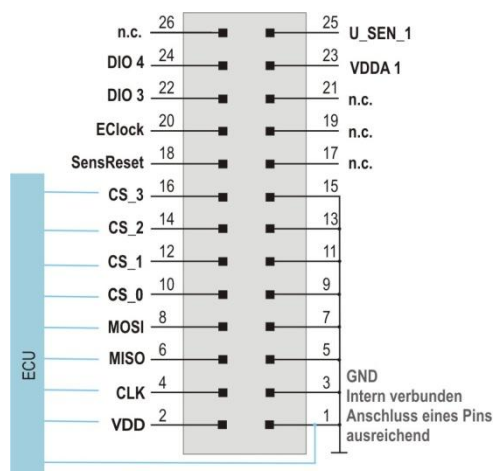 n.c. 26 25 U_SEN_1
DIO 4 24 23 VDDA 1
DIO 3 22 21 n.c.
EClock 20 19 n.c.
SensReset 18 17 n.c.
CS_3 16 15
CS_2 14 13
CS_1 12 11
CS_0 10 9
MOSI 8 7
MISO 6 5
CLK 4 3
VDD 2 1
GND
Intern verbunden
Anschluss eines Pins
ausreichend
ECU